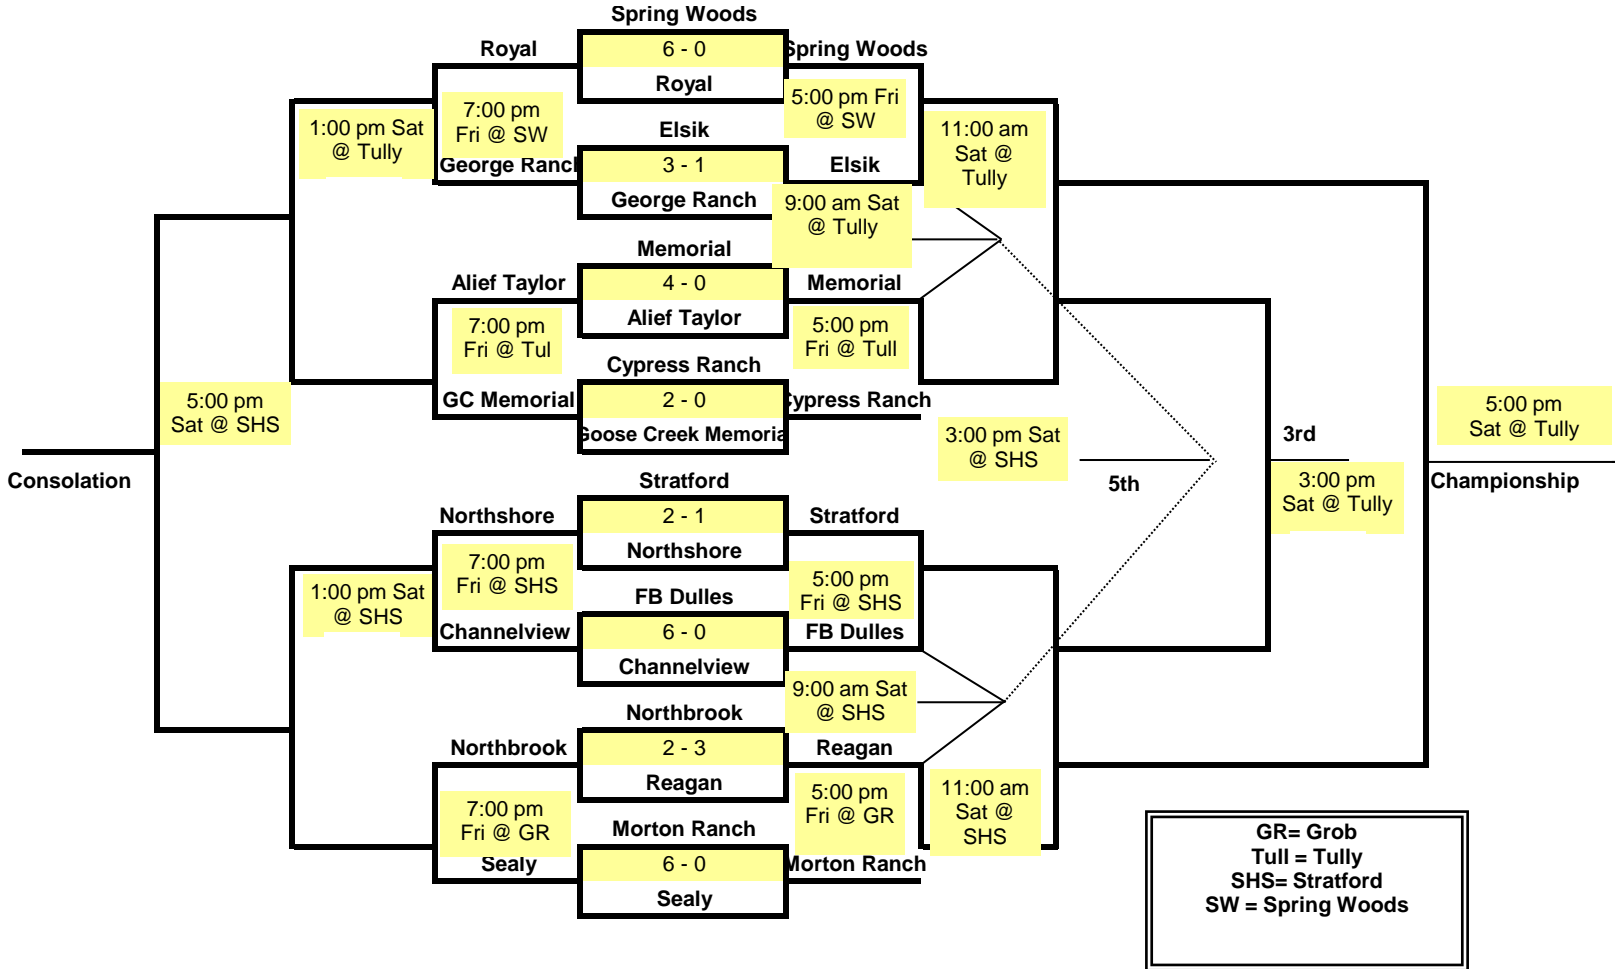 Spring Woods
Royal
6 - 0
Spring Woods
Royal
7:00 pm
Fri @ SW
5:00 pm Fri
@ SW
1:00 pm Sat
@ Tully
11:00 am
Sat @
Tully
Elsik
George Ranch
3 - 1
Elsik
George Ranch
9:00 am Sat
@ Tully
Memorial
Alief Taylor
4 - 0
Memorial
Alief Taylor
7:00 pm
Fri @ Tul
5:00 pm
Fri @ Tull
Cypress Ranch
GC Memorial
2 - 0
Cypress Ranch
Goose Creek Memorial
5:00 pm
Sat @ SHS
5:00 pm
Sat @ Tully
3:00 pm Sat
@ SHS
3rd
Consolation
5th
3:00 pm
Sat @ Tully
Championship
Stratford
Northshore
2 - 1
Stratford
Northshore
7:00 pm
Fri @ SHS
5:00 pm
Fri @ SHS
1:00 pm Sat
@ SHS
FB Dulles
Channelview
6 - 0
FB Dulles
Channelview
9:00 am Sat
@ SHS
Northbrook
Northbrook
2 - 3
Reagan
Reagan
7:00 pm
Fri @ GR
5:00 pm
Fri @ GR
11:00 am
Sat @
SHS
Morton Ranch
Sealy
6 - 0
Morton Ranch
Sealy
GR= Grob
Tull = Tully
SHS= Stratford
SW = Spring Woods